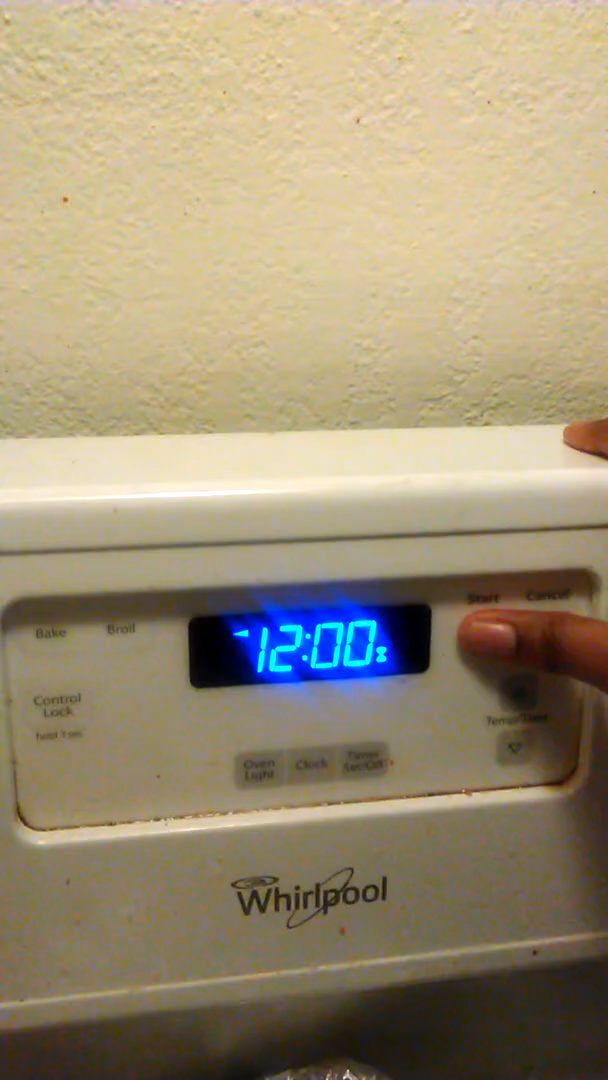 Start Cancel
Bake Broil
12:00
Control
Lock
hold 3 sec
Temp/Time
Oven
Light
Clock
Timer
Set/Off
Whirlpool